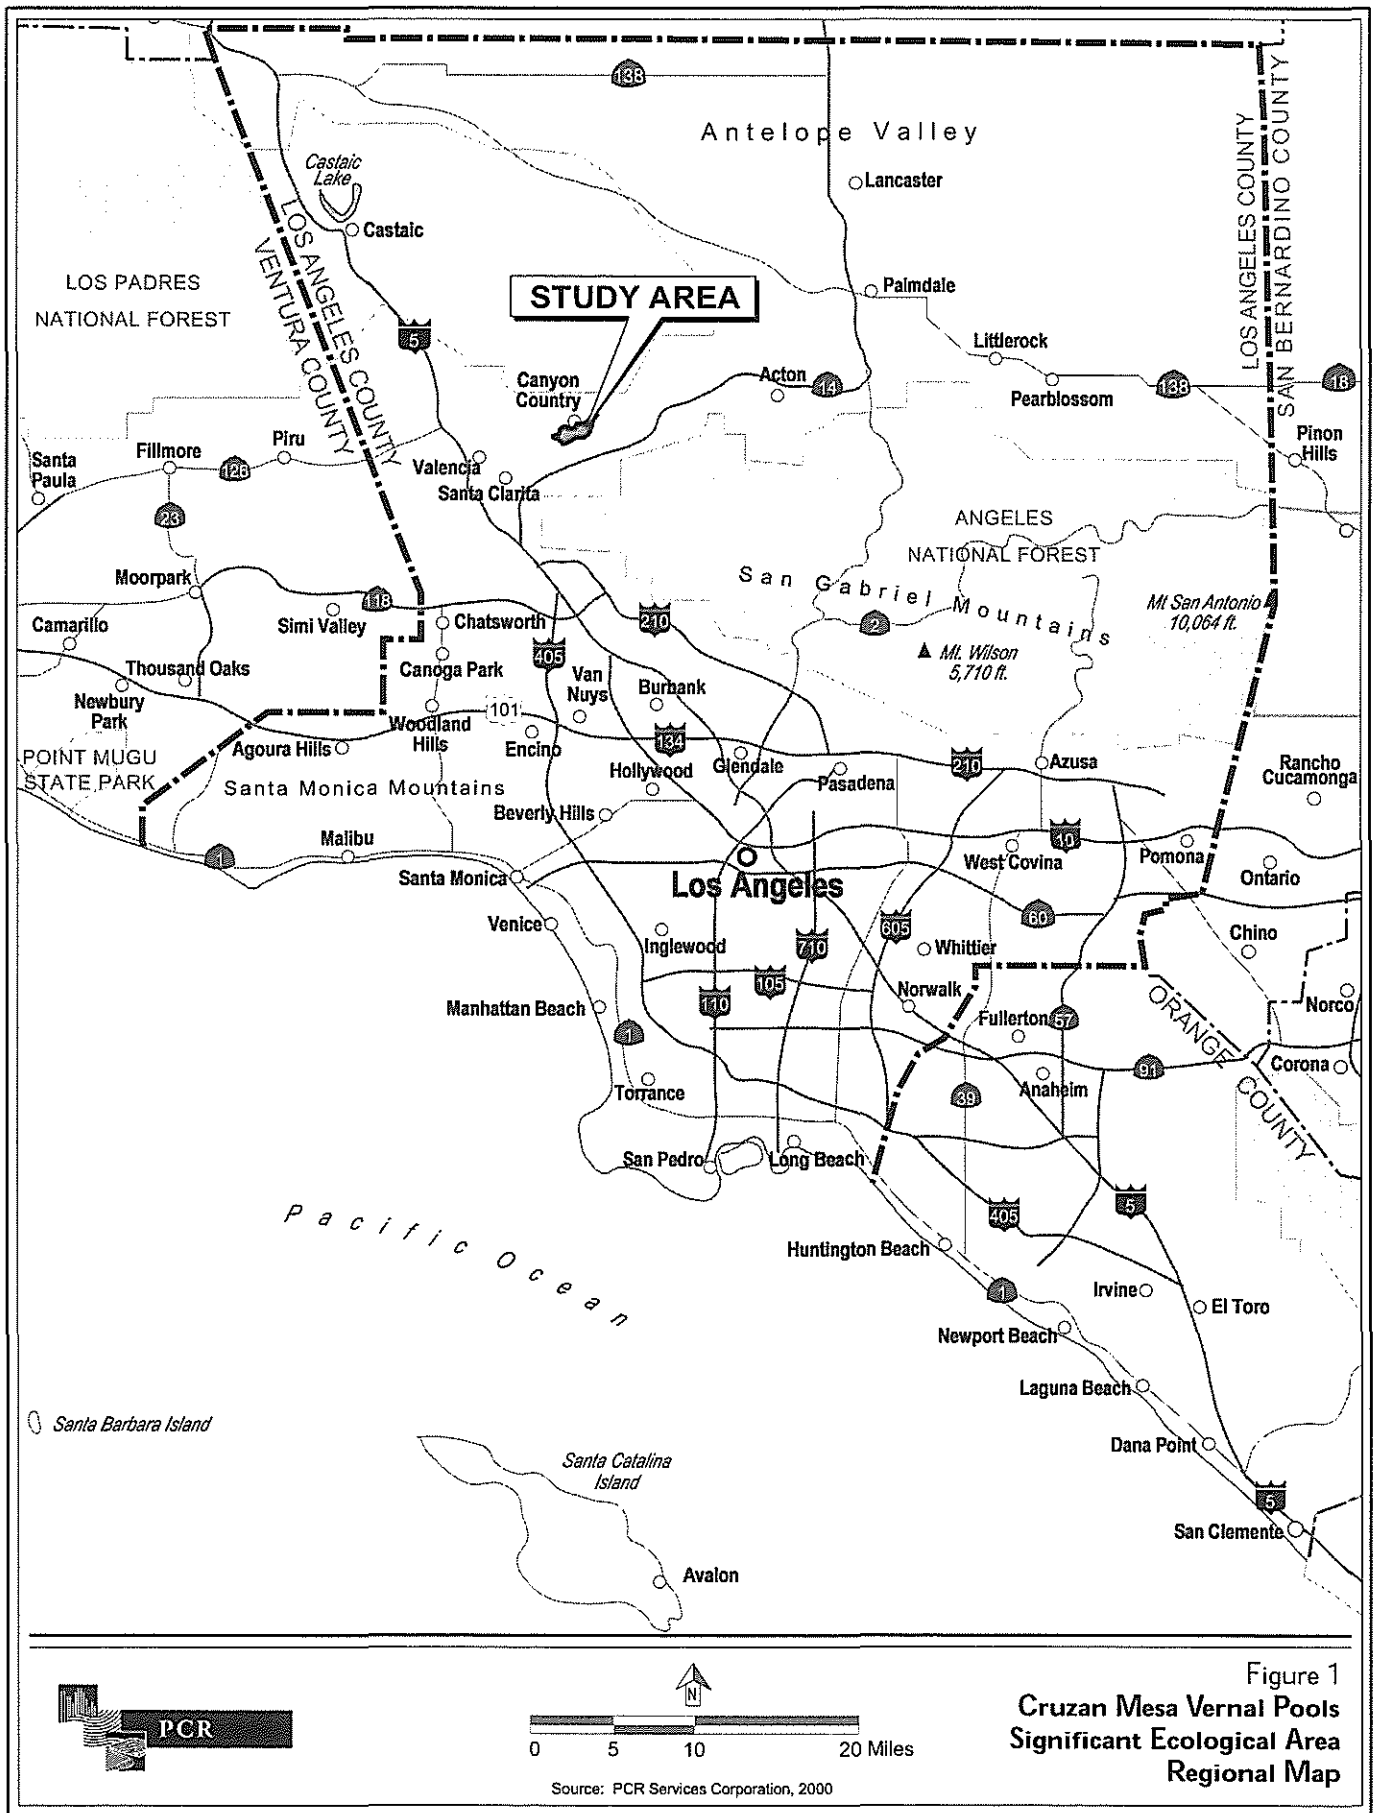 138
Antelope Valley
Castaic
Lake
Lancaster
Castaic
LOS ANGELES COUNTY
VENTURA COUNTY
LOS ANGELES COUNTY
SAN BERNARDINO COUNTY
LOS PADRES
NATIONAL FOREST
STUDY AREA
Palmdale
5
Littlerock
Canyon
Country
Acton
14
Pearblossom
138
18
Pinon
Hills
Santa
Paula
Fillmore
126
Piru
Valencia
Santa Clarita
23
ANGELES
NATIONAL FOREST
San Gabriel Mountains
Moorpark
118
Simi Valley
Chatsworth
210
2
Mt San Antonio
10,064 ft.
Camarillo
Thousand Oaks
Canoga Park
405
Van
Nuys
Burbank
Mt. Wilson
5,710 ft.
Newbury
Park
Woodland
Hills
101
Encino
134
Glendale
Hollywood
Pasadena
210
Azusa
Rancho
Cucamonga
POINT MUGU
STATE PARK
Agoura Hills
Santa Monica Mountains
Beverly Hills
Malibu
1
Santa Monica
Los Angeles
West Covina
10
Pomona
Ontario
Venice
Inglewood
710
605
Whittier
60
Chino
Manhattan Beach
110
105
Norwalk
Fullerton
57
ORANGE COUNTY
Norco
1
Torrance
39
Anaheim
91
Corona
San Pedro
Long Beach
Pacific Ocean
Huntington Beach
405
5
1
Irvine
El Toro
Newport Beach
Laguna Beach
Santa Barbara Island
Santa Catalina
Island
Dana Point
5
San Clemente
Avalon
PCR
N
0 5 10 20 Miles
Source: PCR Services Corporation, 2000
Figure 1
Cruzan Mesa Vernal Pools
Significant Ecological Area
Regional Map